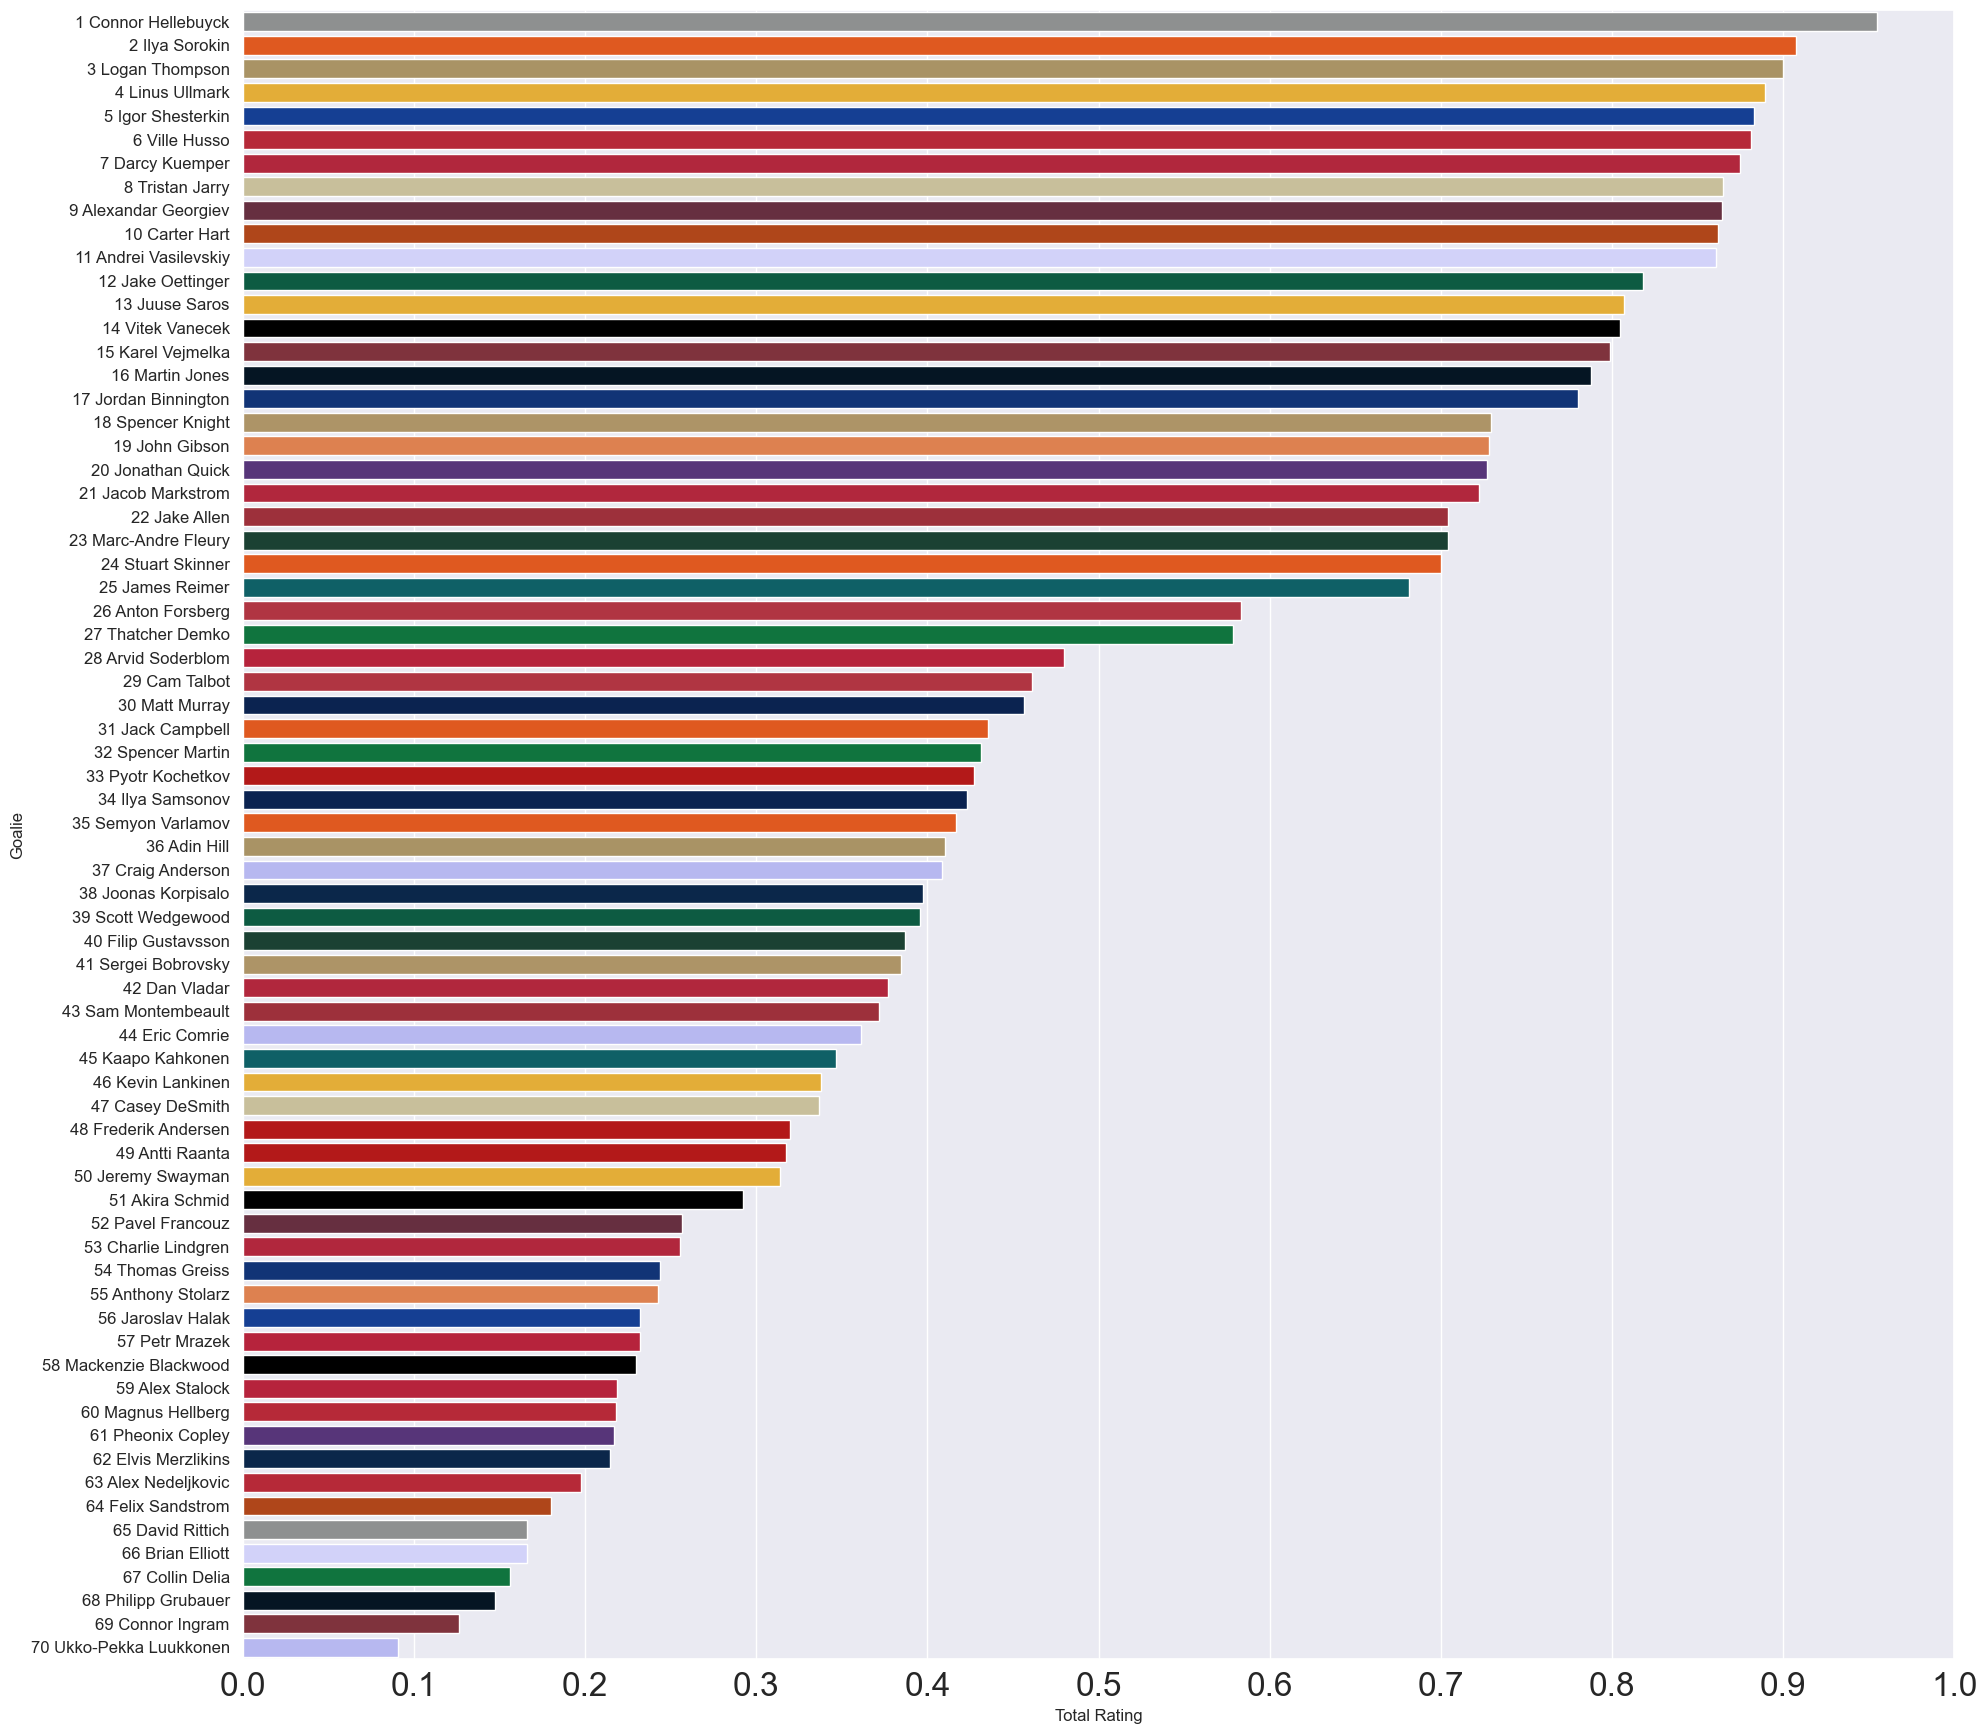 1 Connor Hellebuyck
2 Ilya Sorokin
3 Logan Thompson
4 Linus Ullmark
5 Igor Shesterkin
6 Ville Husso
7 Darcy Kuemper
8 Tristan Jarry
9 Alexandar Georgiev
10 Carter Hart
11 Andrei Vasilevskiy
12 Jake Oettinger
13 Juuse Saros
14 Vitek Vanecek
15 Karel Vejmelka
16 Martin Jones
17 Jordan Binnington
18 Spencer Knight
19 John Gibson
20 Jonathan Quick
21 Jacob Markstrom
22 Jake Allen
23 Marc-Andre Fleury
24 Stuart Skinner
25 James Reimer
26 Anton Forsberg
27 Thatcher Demko
28 Arvid Soderblom
29 Cam Talbot
30 Matt Murray
31 Jack Campbell
32 Spencer Martin
33 Pyotr Kochetkov
34 Ilya Samsonov
35 Semyon Varlamov
36 Adin Hill
37 Craig Anderson
38 Joonas Korpisalo
39 Scott Wedgewood
40 Filip Gustavsson
41 Sergei Bobrovsky
42 Dan Vladar
43 Sam Montembeault
44 Eric Comrie
45 Kaapo Kahkonen
46 Kevin Lankinen
47 Casey DeSmith
48 Frederik Andersen
49 Antti Raanta
50 Jeremy Swayman
51 Akira Schmid
52 Pavel Francouz
53 Charlie Lindgren
54 Thomas Greiss
55 Anthony Stolarz
56 Jaroslav Halak
57 Petr Mrazek
58 Mackenzie Blackwood
59 Alex Stalock
60 Magnus Hellberg
61 Pheonix Copley
62 Elvis Merzlikins
63 Alex Nedeljkovic
64 Felix Sandstrom
65 David Rittich
66 Brian Elliott
67 Collin Delia
68 Philipp Grubauer
69 Connor Ingram
70 Ukko-Pekka Luukkonen
Goalie
0.0 0.1 0.2 0.3 0.4 0.5 0.6 0.7 0.8 0.9 1.0
Total Rating